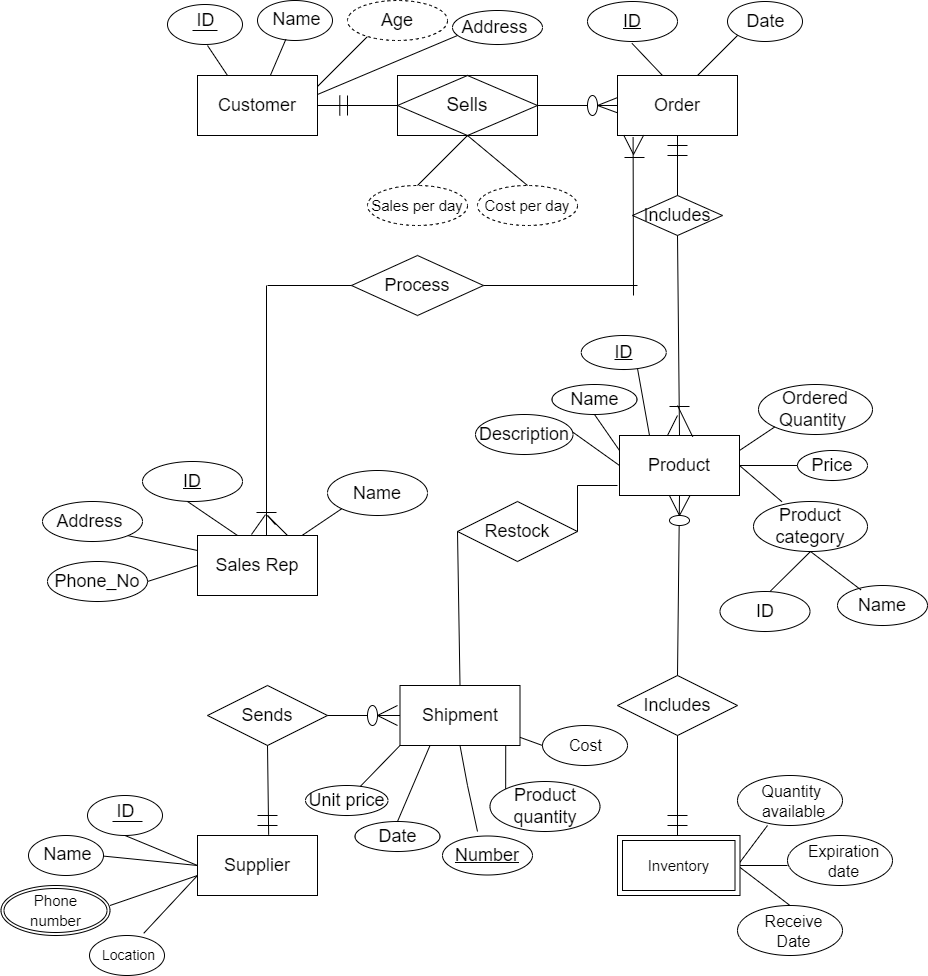 ID
Name
Age
Address
ID
Date
Customer
Sells
Order
Sales per day
Cost per day
Includes
Process
ID
Name
Description
Ordered
Quantity
Product
Price
ID
Name
Address
Phone_No
Sales Rep
Restock
Product
category
ID
Name
Sends
Shipment
Includes
Cost
Unit price
Product
quantity
Date
Number
ID
Name
Supplier
Phone
number
Location
Inventory
Quantity
available
Expiration
date
Receive
Date